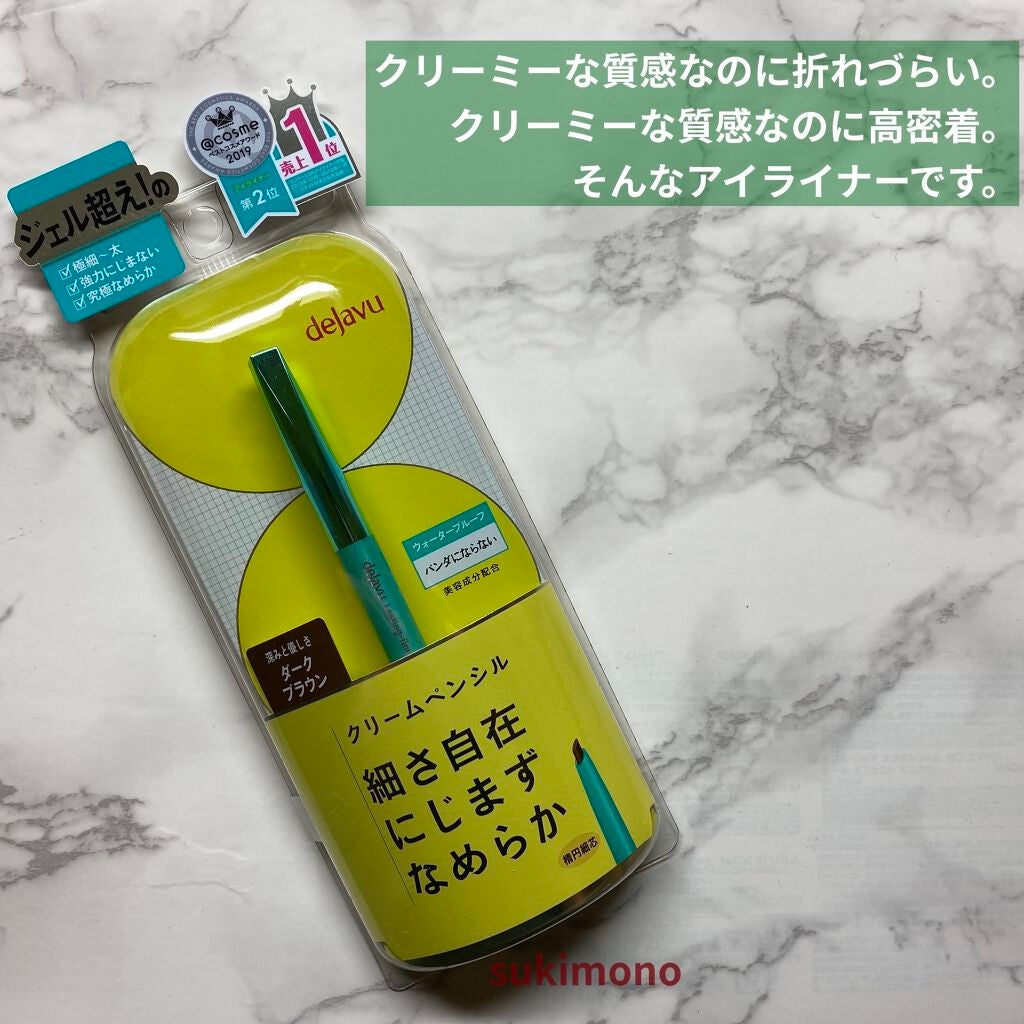 クリーミーな質感なのに折れづらい。
クリーミーな質感なのに高密着。
そんなアイライナーです。
@cosme
ベストコスメアワード
2019
アイライナー
第2位
売上1位
ジェル超え!の
極細～太
強力にじまない
究極なめらか
dejavu
ウォータープルーフ
パンダにならない
美容成分配合
dejavu Lasting-fine
深みと優しさ
ダーク
ブラウン
クリームペンシル
細さ自在
にじまず
なめらか
楕円細芯
sukimono